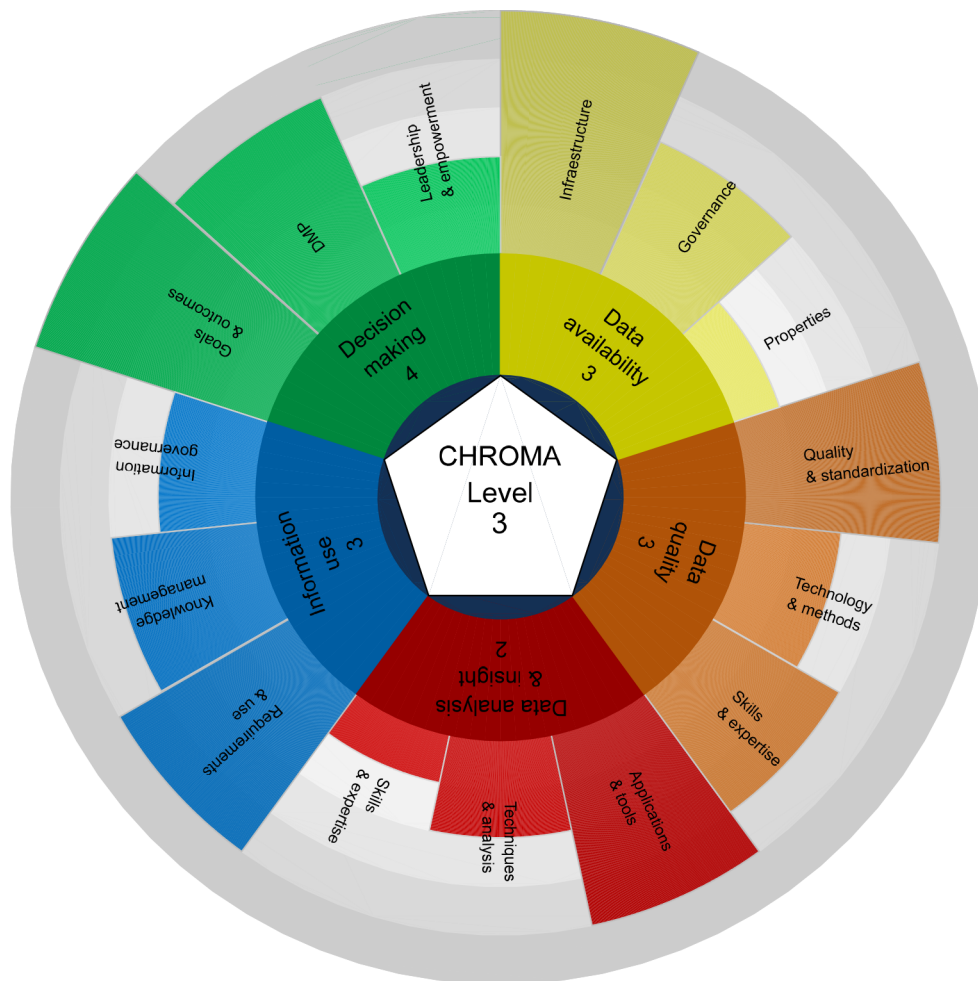 CHROMA
Level
3
Data
availability
3
Infraestructure
Governance
Properties
Data
quality
3
Quality
& standardization
Technology
& methods
Skills
& expertise
Data analysis
& insight
2
Applications
& tools
Techniques
& analysis
Skills
& expertise
Information
use
3
Requirements
& use
Knowledge
management
Information
governance
Decision
making
4
Goals
& outcomes
DMP
Leadership
& empowerment